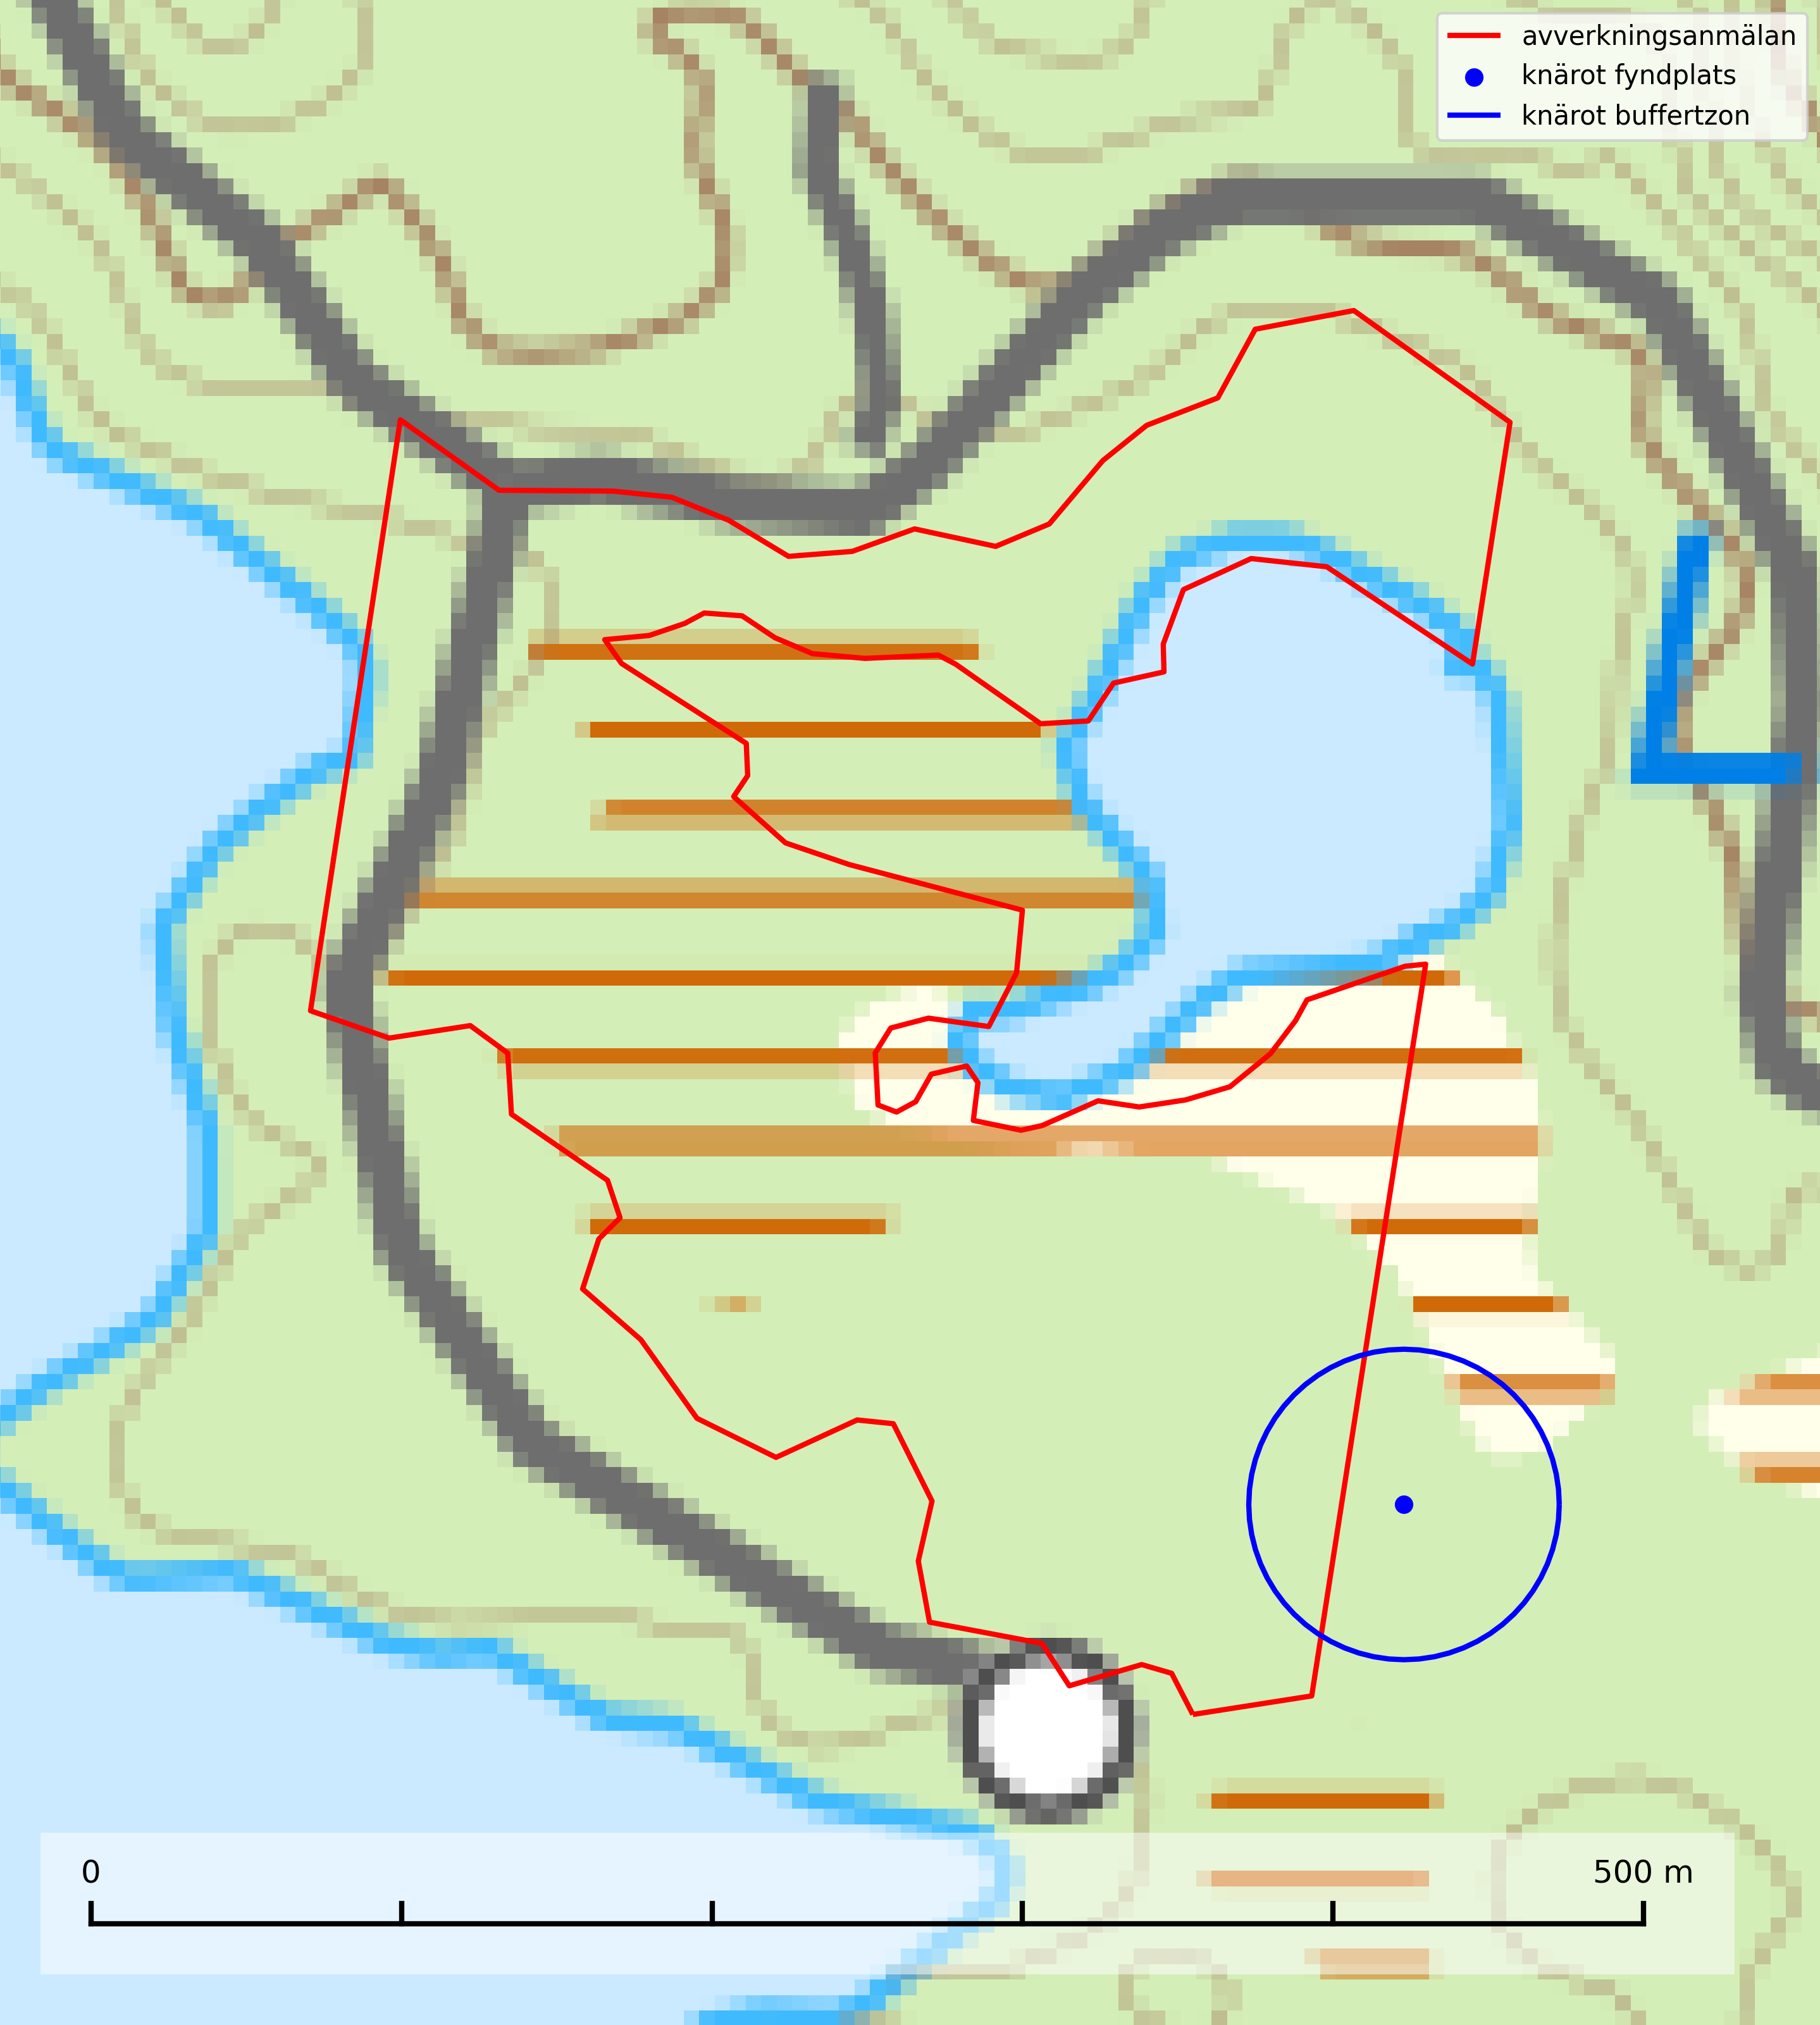 avverkningsanmälan
knärot fyndplats
knärot buffertzon
0
500 m